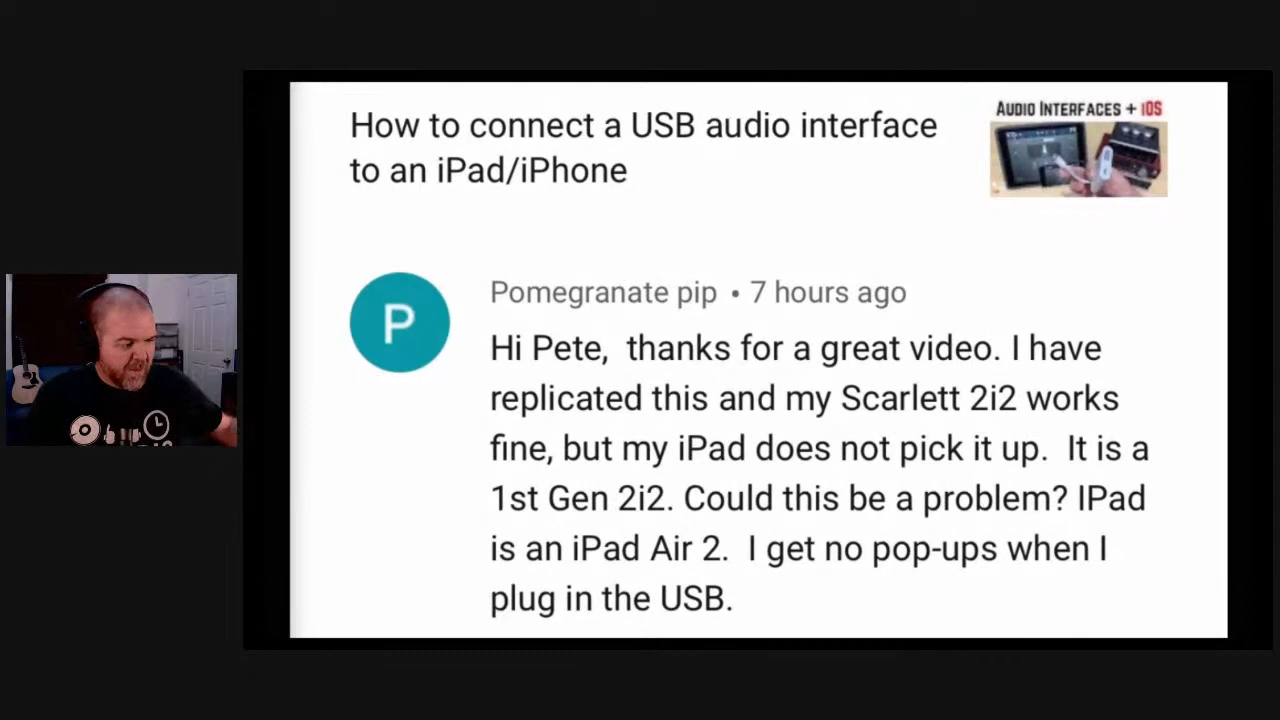 How to connect a USB audio interface
to an iPad/iPhone
AUDIO INTERFACES + iOS
P
Pomegranate pip • 7 hours ago
Hi Pete,  thanks for a great video. I have
replicated this and my Scarlett 2i2 works
fine, but my iPad does not pick it up.  It is a
1st Gen 2i2. Could this be a problem? IPad
is an iPad Air 2.  I get no pop-ups when I
plug in the USB.